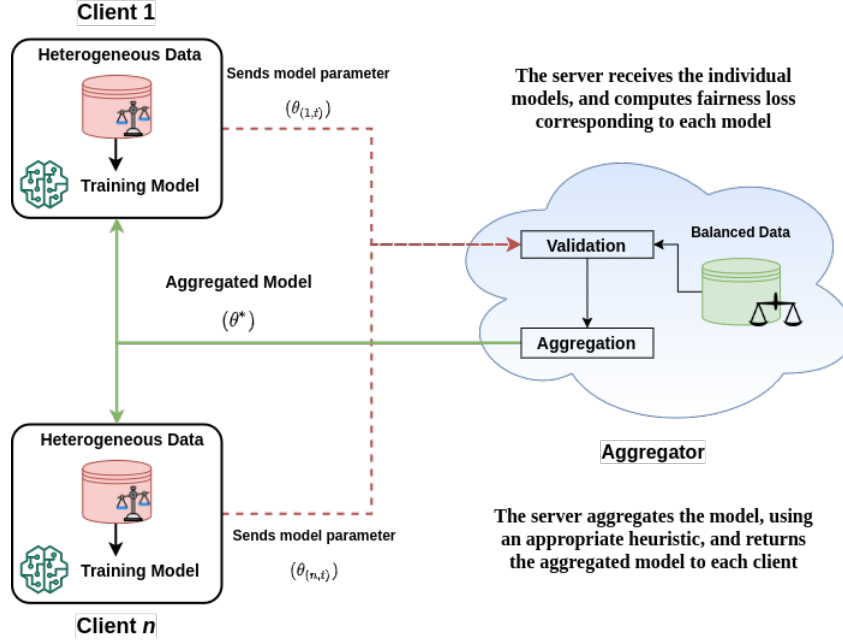 Client 1
Heterogeneous Data
Training Model
Sends model parameter
(θ(1,t))
The server receives the individual
models, and computes fairness loss
corresponding to each model
Validation
Balanced Data
Aggregation
Aggregated Model
(θ*)
Aggregator
Heterogeneous Data
Training Model
Sends model parameter
(θ(n,t))
Client n
The server aggregates the model, using
an appropriate heuristic, and returns
the aggregated model to each client